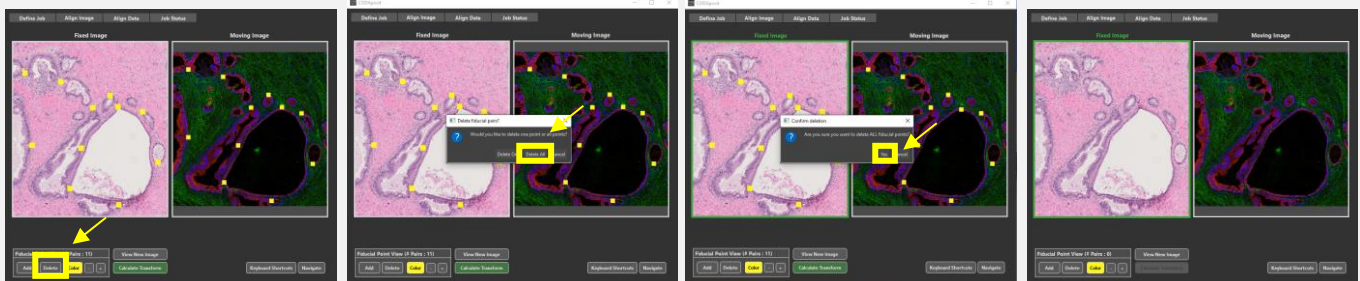 Define Job Align Image Align Data Job Status
Fixed Image Moving Image
Fiducial Point View (# Pairs : 11) View New Image
Add Delete Color - + Calculate Transform
CODAxpod
Define Job Align Image Align Data Job Status
Fixed Image Moving Image
Delete fiducial point?
Would you like to delete one point or all points?
Delete All Cancel
Fiducial Point View (# Pairs : 11) View New Image
Add Delete Color - + Calculate Transform Keyboard Shortcuts Navigate
Define Job Align Image Align Data Job Status
Fixed Image Moving Image
Confirm deletion
Are you sure you want to delete ALL fiducial points?
Yes Cancel
Fiducial Point View (# Pairs : 11) View New Image
Add Delete Color - + Calculate Transform Keyboard Shortcuts Navigate
Define Job Align Image Align Data Job Status
Fixed Image Moving Image
Fiducial Point View (# Pairs : 0) View New Image
Add Delete Color - + Calculate Transform Keyboard Shortcuts Navigate